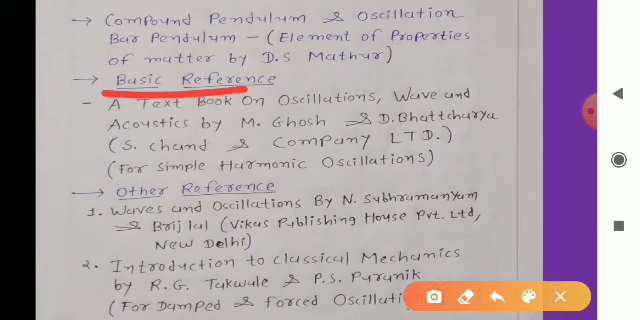 → Compound Pendulum & Oscillation
Bar Pendulum - (Element of Properties
of matter by D.S Mathur)
→ Basic Reference
- A Text Book On Oscillations, Wave and
Acoustics by M. Ghosh & D. Bhattcharya
(S. Chand & Company LTD.)
(For Simple Harmonic Oscillations)
→ Other Reference
1. Waves and Oscillations By N. Subhramanyam
& Brij lal (Vikas Publishing House Pvt. Ltd,
New Delhi)
2. Introduction to Classical Mechanics
by R.G. Takwale & P.S. Puranik
(For Damped & Forced